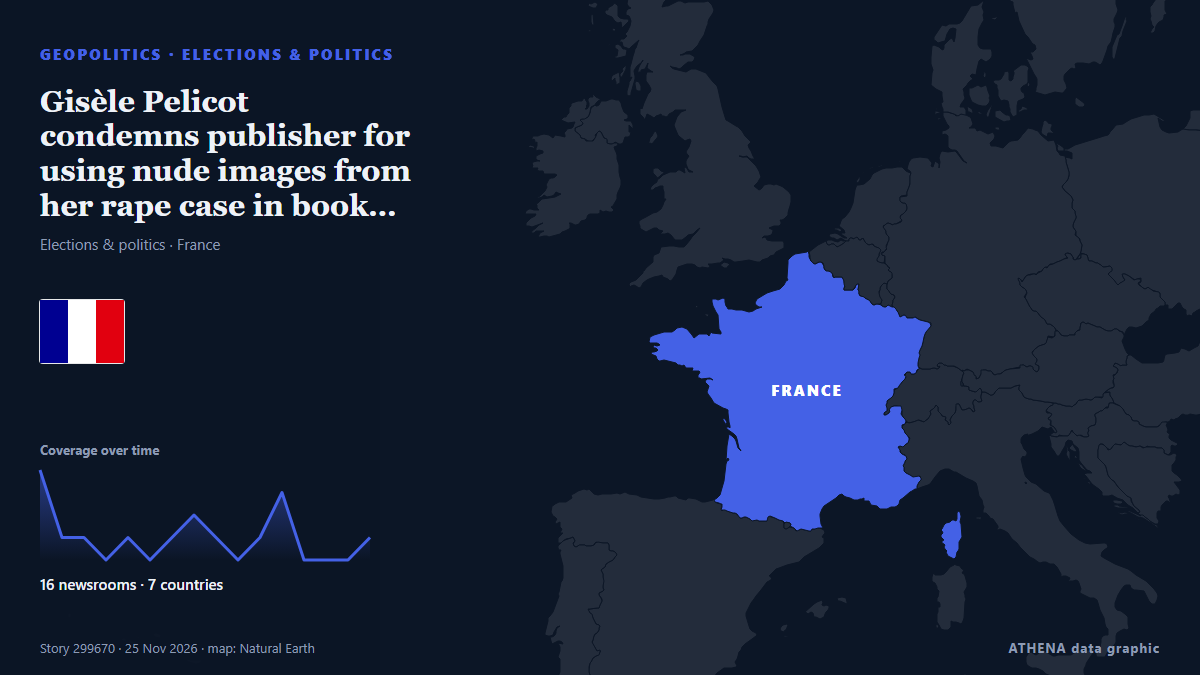 GEOPOLITICS · ELECTIONS & POLITICS
Gisèle Pelicot
condemns publisher for
using nude images from
her rape case in book…
Elections & politics · France
FRANCE
Coverage over time
16 newsrooms · 7 countries
Story 299670 · 25 Nov 2026 · map: Natural Earth
ATHENA data graphic